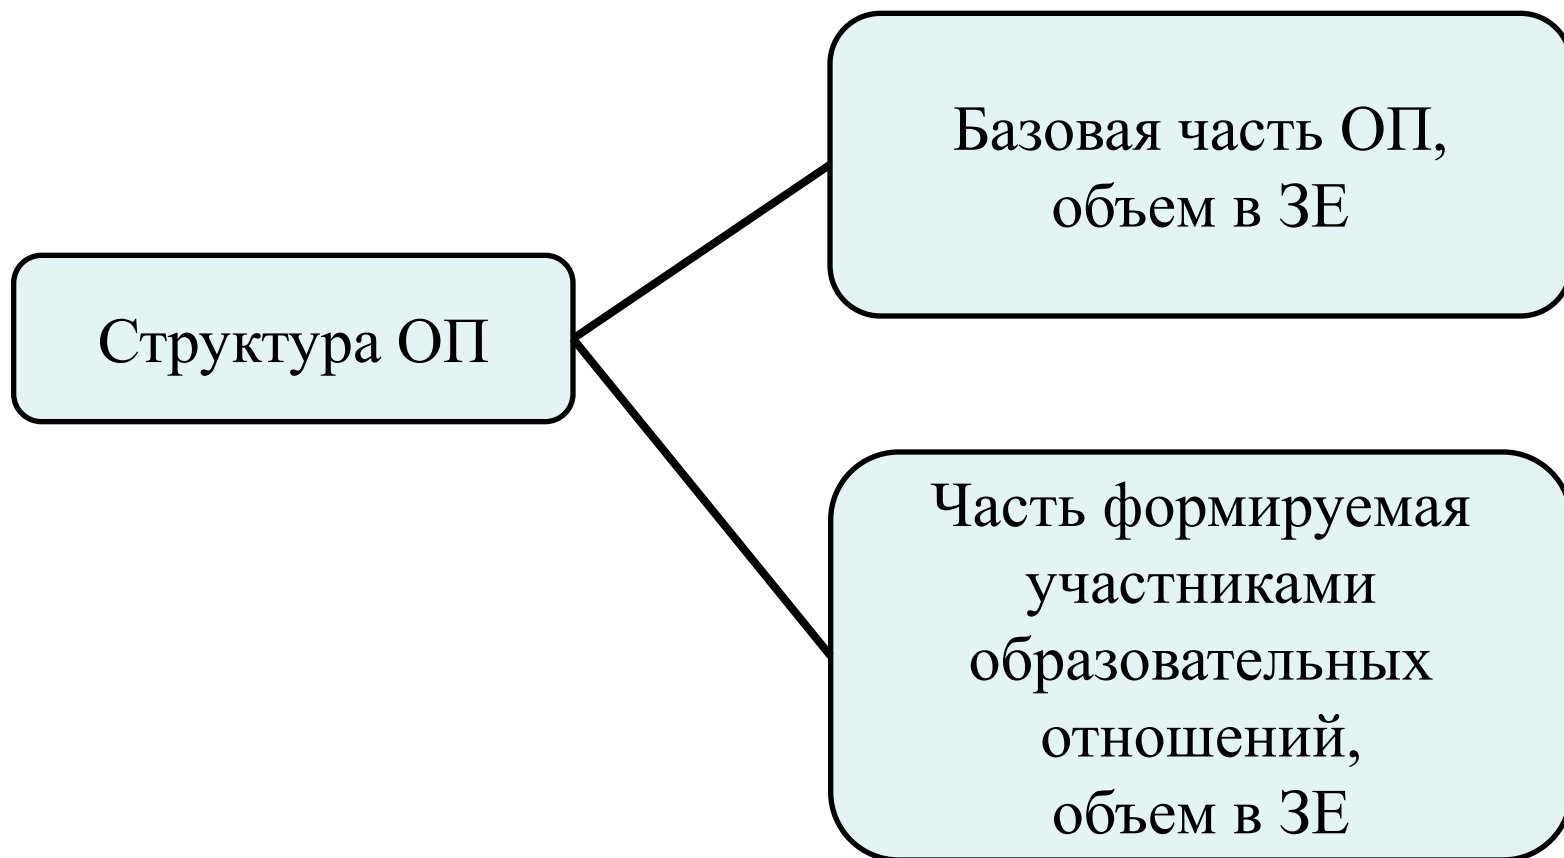 Базовая часть ОП,
объем в ЗЕ
Структура ОП
Часть формируемая
участниками
образовательных
отношений,
объем в ЗЕ